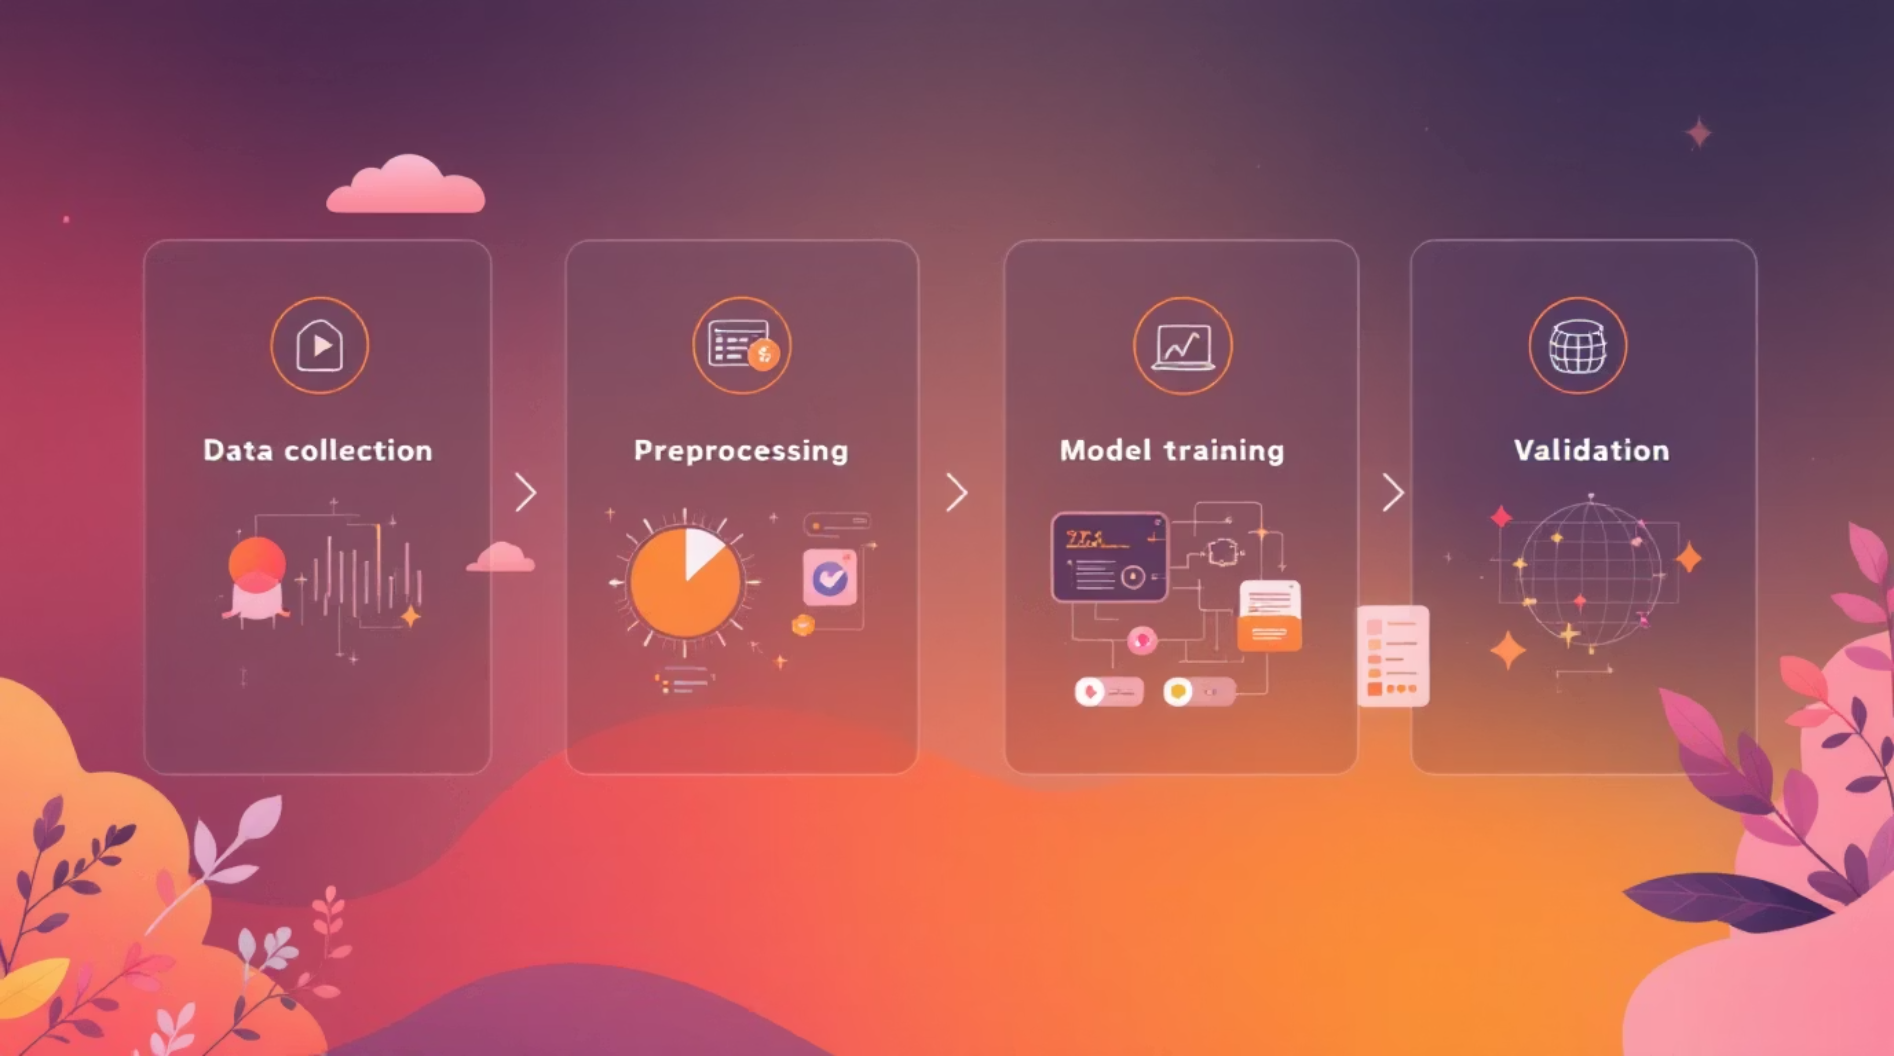 Data collection
Preprocessing
Model training
Validation